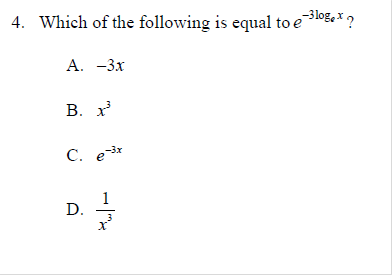 4. Which of the following is equal to e^{-3log_e x} ?
A. −3x
B. x³
C. e^{-3x}
D. 1/x³